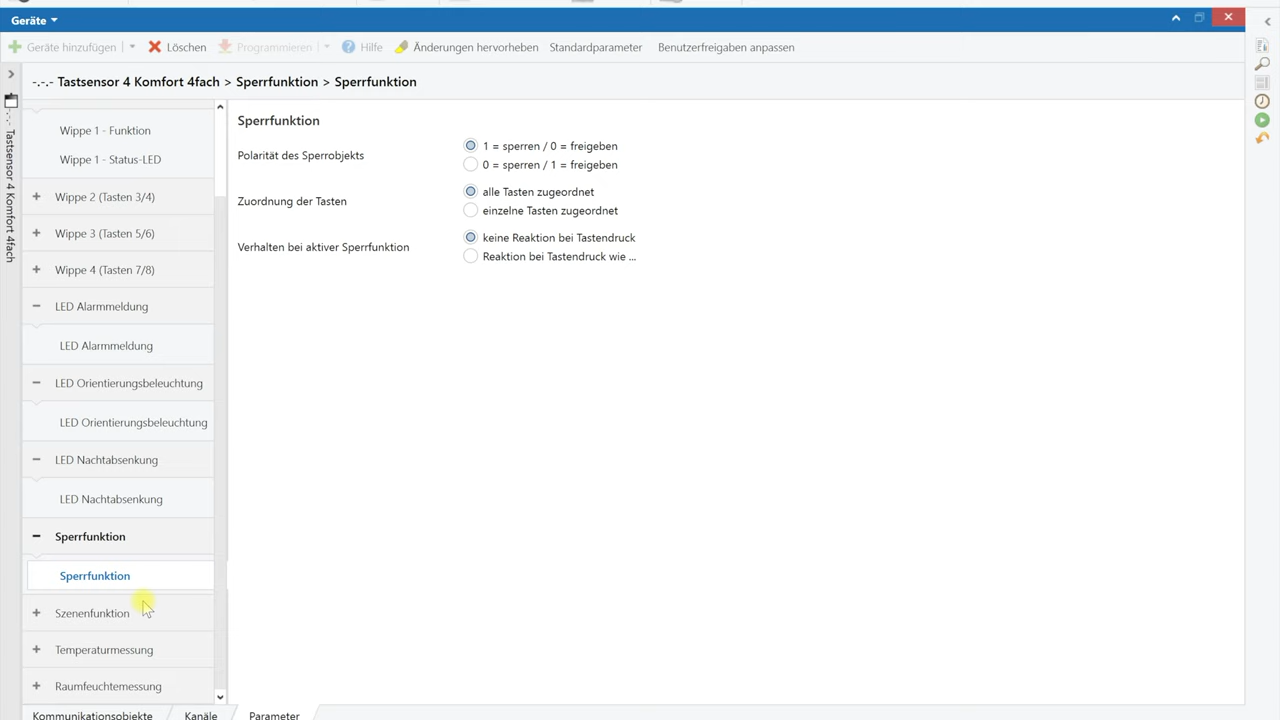 Geräte
Geräte hinzufügen Löschen Programmieren Hilfe Änderungen hervorheben Standardparameter Benutzerfreigaben anpassen
-.-.- Tastsensor 4 Komfort 4fach > Sperrfunktion > Sperrfunktion
-.-.- Tastsensor 4 Komfort 4fach
Wippe 1 - Funktion
Wippe 1 - Status-LED
Wippe 2 (Tasten 3/4)
Wippe 3 (Tasten 5/6)
Wippe 4 (Tasten 7/8)
LED Alarmmeldung
LED Alarmmeldung
LED Orientierungsbeleuchtung
LED Orientierungsbeleuchtung
LED Nachtabsenkung
LED Nachtabsenkung
Sperrfunktion
Sperrfunktion
Szenenfunktion
Temperaturmessung
Raumfeuchtemessung
Sperrfunktion
Polarität des Sperrobjekts
1 = sperren / 0 = freigeben
0 = sperren / 1 = freigeben
Zuordnung der Tasten
alle Tasten zugeordnet
einzelne Tasten zugeordnet
Verhalten bei aktiver Sperrfunktion
keine Reaktion bei Tastendruck
Reaktion bei Tastendruck wie ...
Kommunikationsobjekte Kanäle Parameter